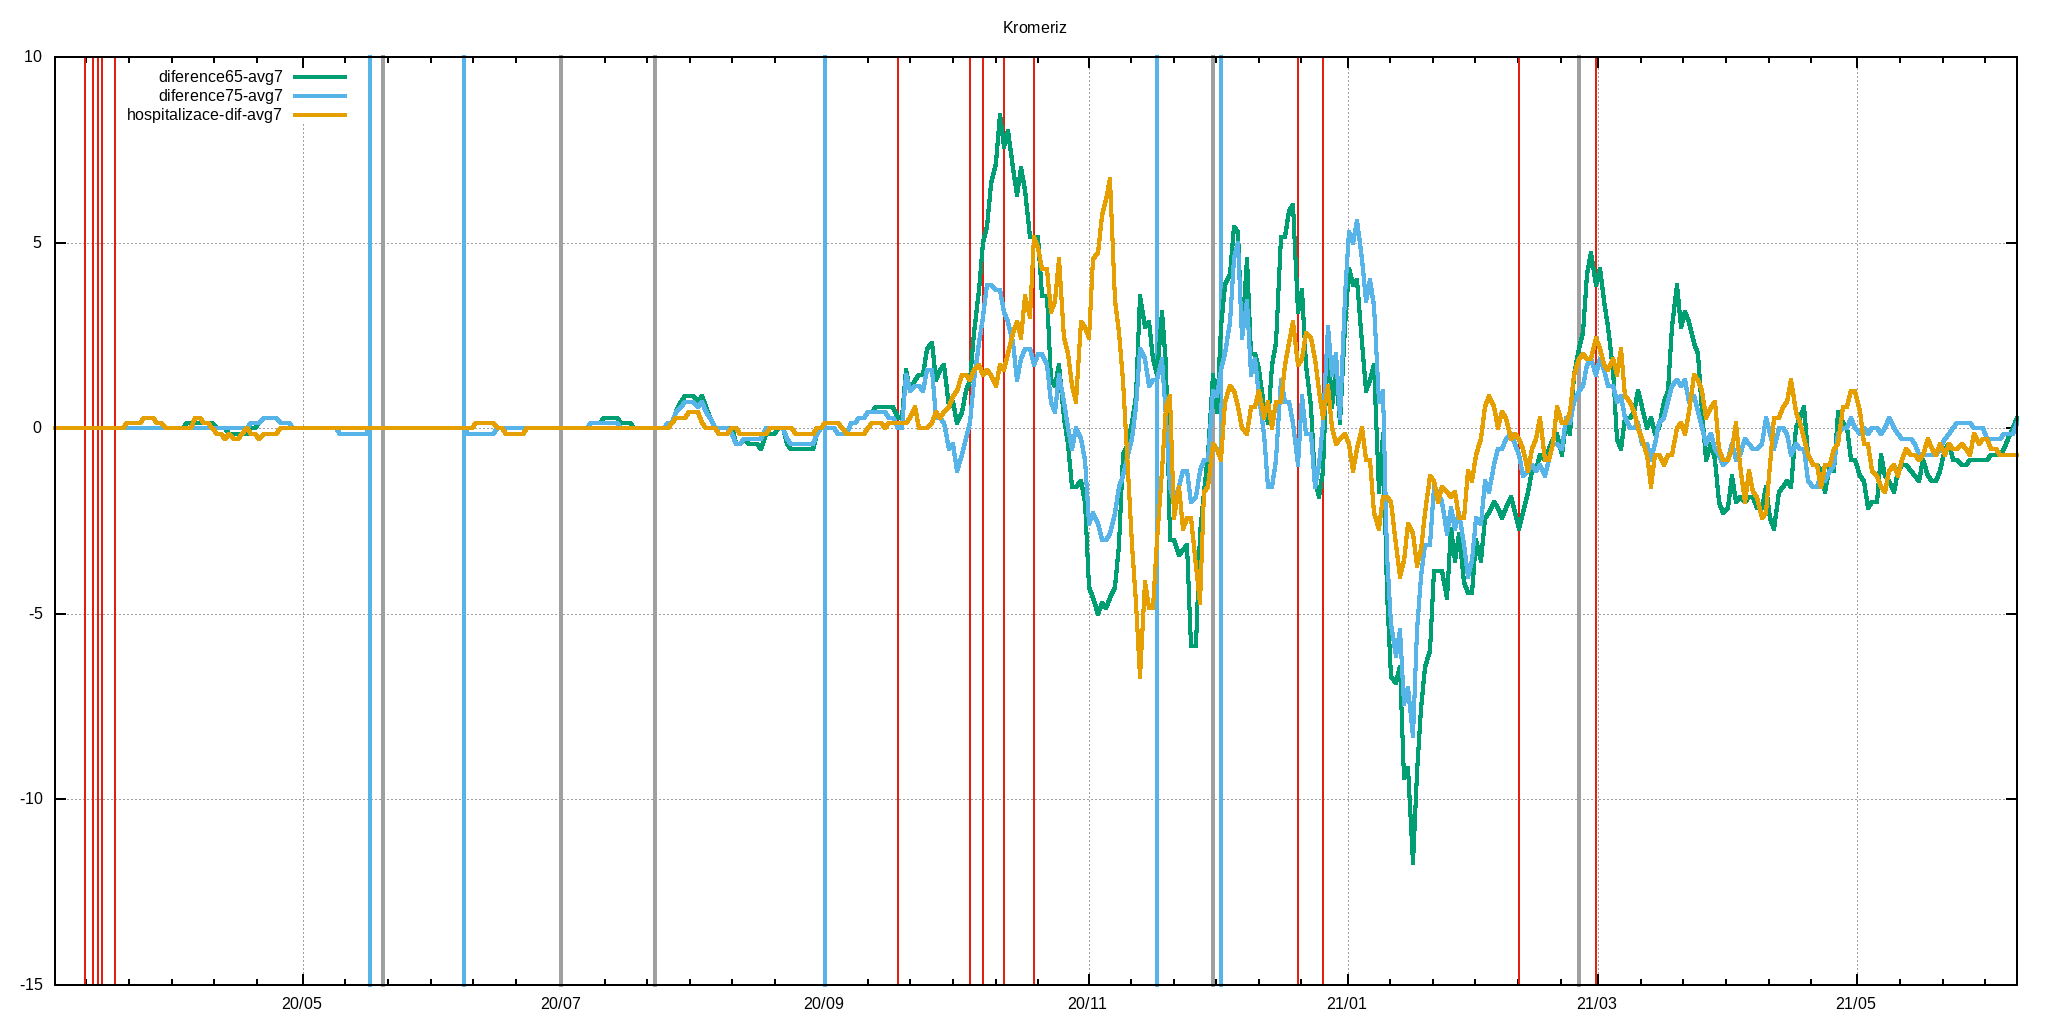 Kromeriz
10
diference65-avg7
diference75-avg7
hospitalizace-dif-avg7
5
0
-5
-10
-15
20/05 20/07 20/09 20/11 21/01 21/03 21/05